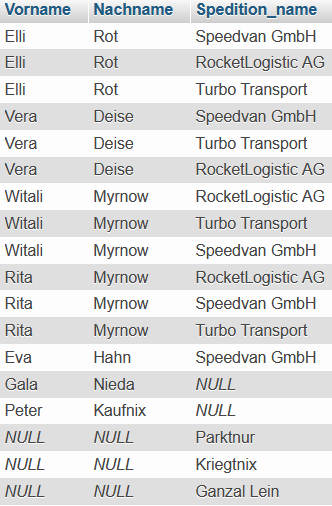 Vorname Nachname Spedition_name
Elli Rot Speedvan GmbH
Elli Rot RocketLogistic AG
Elli Rot Turbo Transport
Vera Deise Speedvan GmbH
Vera Deise Turbo Transport
Vera Deise RocketLogistic AG
Witali Myrnow RocketLogistic AG
Witali Myrnow Turbo Transport
Witali Myrnow Speedvan GmbH
Rita Myrnow RocketLogistic AG
Rita Myrnow Speedvan GmbH
Rita Myrnow Turbo Transport
Eva Hahn Speedvan GmbH
Gala Nieda NULL
Peter Kaufnix NULL
NULL NULL Parktnur
NULL NULL Kriegtnix
NULL NULL Ganzal Lein